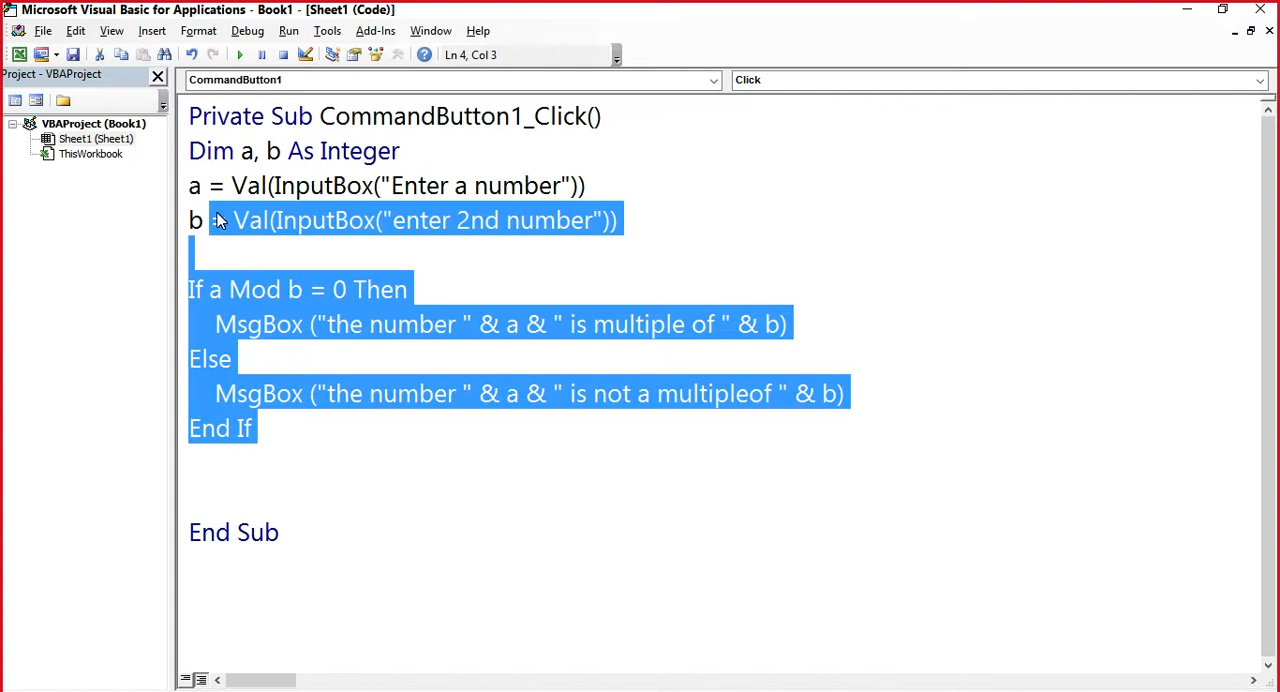 Microsoft Visual Basic for Applications - Book1 - [Sheet1 (Code)]
File Edit View Insert Format Debug Run Tools Add-Ins Window Help
Ln 4, Col 3
Project - VBAProject
CommandButton1 Click
VBAProject (Book1)
Sheet1 (Sheet1)
ThisWorkbook
Private Sub CommandButton1_Click()
Dim a, b As Integer
a = Val(InputBox("Enter a number"))
b = Val(InputBox("enter 2nd number"))
If a Mod b = 0 Then
MsgBox ("the number " & a & " is multiple of " & b)
Else
MsgBox ("the number " & a & " is not a multipleof " & b)
End If
End Sub